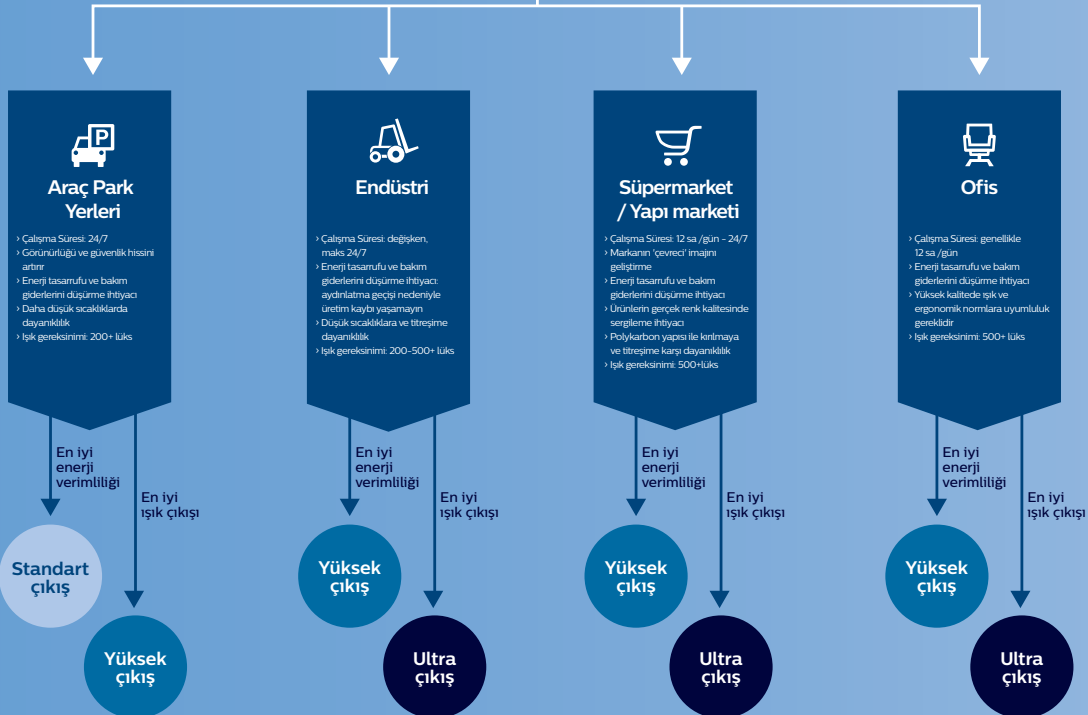 P
Araç Park
Yerleri
› Çalışma Süresi: 24/7
› Görünürlüğü ve güvenlik hissini
artırır
› Enerji tasarrufu ve bakım
giderlerini düşürme ihtiyacı
› Daha düşük sıcaklıklarda
dayanıklılık
› Işık gereksinimi: 200+ lüks
En iyi
enerji
verimliliği
En iyi
ışık çıkışı
Standart
çıkış
Yüksek
çıkış
Endüstri
› Çalışma Süresi: değişken,
maks 24/7
› Enerji tasarrufu ve bakım
giderlerini düşürme ihtiyacı:
aydınlatma geçişi nedeniyle
üretim kaybı yaşamayın
› Düşük sıcaklıklara ve titreşime
dayanıklılık
› Işık gereksinimi: 200-500+ lüks
En iyi
enerji
verimliliği
En iyi
ışık çıkışı
Yüksek
çıkış
Ultra
çıkış
Süpermarket
/ Yapı marketi
› Çalışma Süresi: 12 sa /gün - 24/7
› Markanın 'çevreci' imajını
geliştirme
› Enerji tasarrufu ve bakım
giderlerini düşürme ihtiyacı
› Ürünlerin gerçek renk kalitesinde
sergileme ihtiyacı
› Polykarbon yapısı ile kırılmaya
ve titreşime karşı dayanıklılık
› Işık gereksinimi: 500+lüks
En iyi
enerji
verimliliği
En iyi
ışık çıkışı
Yüksek
çıkış
Ultra
çıkış
Ofis
› Çalışma Süresi: genellikle
12 sa /gün
› Enerji tasarrufu ve bakım
giderlerini düşürme ihtiyacı
› Yüksek kalitede ışık ve
ergonomik normlara uyumluluk
gereklidir
› Işık gereksinimi: 500+ lüks
En iyi
enerji
verimliliği
En iyi
ışık çıkışı
Yüksek
çıkış
Ultra
çıkış